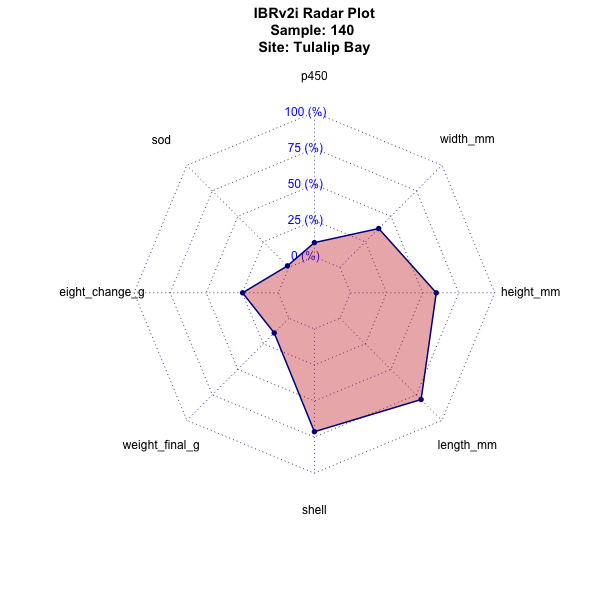 IBRv2i Radar Plot
Sample: 140
Site: Tulalip Bay
p450
100 (%)
sod
width_mm
75 (%)
50 (%)
25 (%)
0 (%)
eight_change_g
height_mm
weight_final_g
length_mm
shell